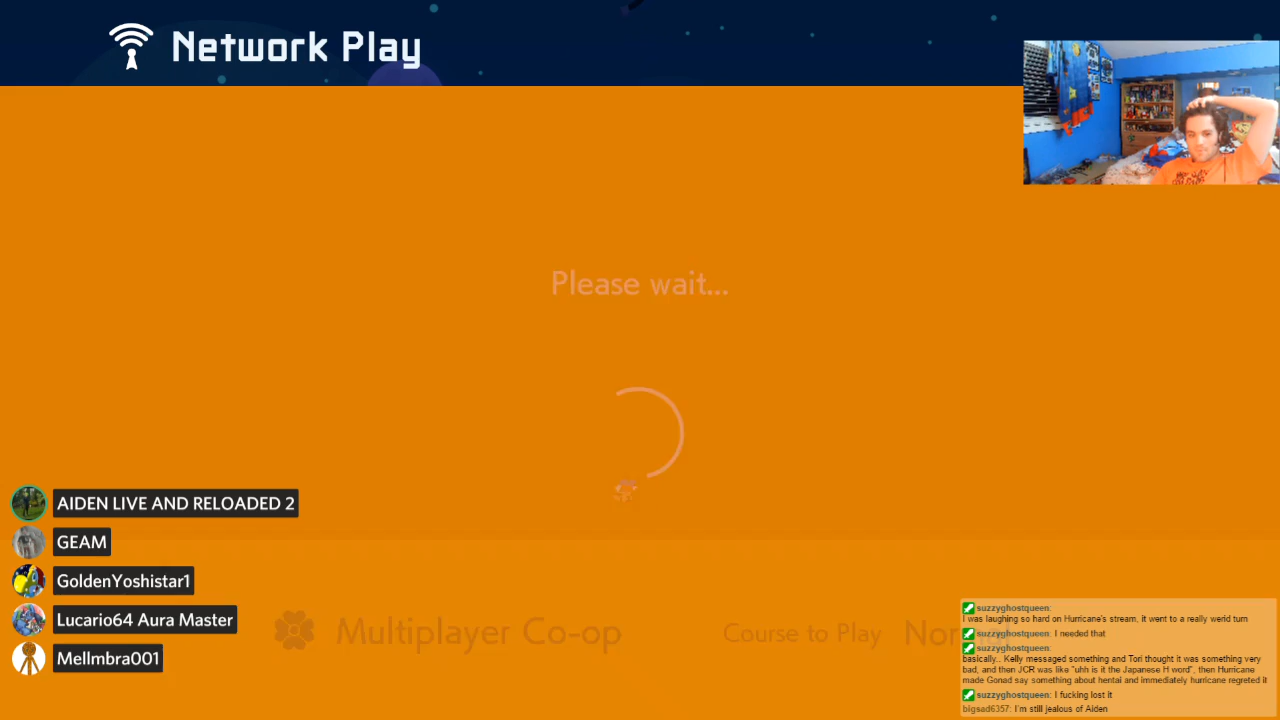 Network Play
Please wait...
AIDEN LIVE AND RELOADED 2
GEAM
GoldenYoshistar1
Lucario64 Aura Master
Mellmbra001
Multiplayer Co-op
Course to Play
suzzyghostqueen:
I was laughing so hard on Hurricane's stream, it went to a really werid turn
suzzyghostqueen: I needed that
suzzyghostqueen:
basically.. Kelly messaged something and Tori thought it was something very
bad, and then JCR was like "uhh is it the Japanese H word", then Hurricane
made Gonad say something about hentai and immediately hurricane regretted it
suzzyghostqueen: I fucking lost it
bigsad6357: I'm still jealous of Aiden